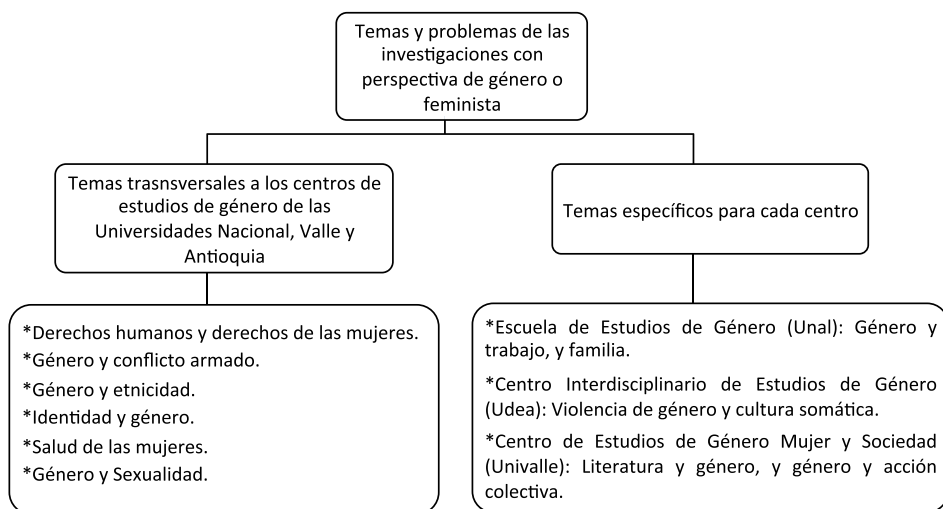 Temas y problemas de las
investigaciones con
perspectiva de género o
feminista
Temas trasnsversales a los centros de
estudios de género de las
Universidades Nacional, Valle y
Antioquia
Temas específicos para cada centro
*Derechos humanos y derechos de las mujeres.
*Género y conflicto armado.
*Género y etnicidad.
*Identidad y género.
*Salud de las mujeres.
*Género y Sexualidad.
*Escuela de Estudios de Género (Unal): Género y
trabajo, y familia.
*Centro Interdisciplinario de Estudios de Género
(Udea): Violencia de género y cultura somática.
*Centro de Estudios de Género Mujer y Sociedad
(Univalle): Literatura y género, y género y acción
colectiva.